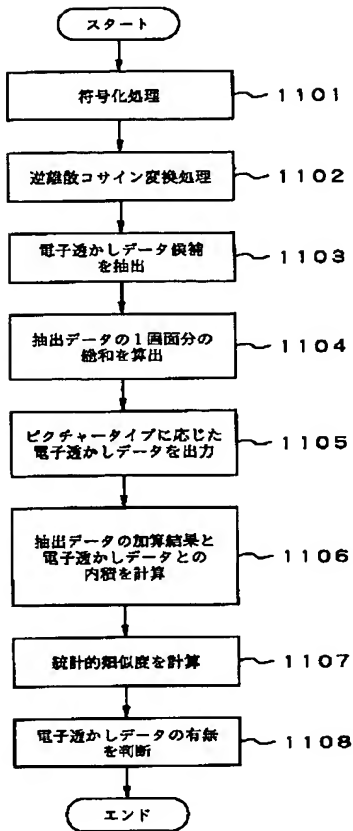 スタート
符号化処理
1101
逆離散コサイン変換処理
1102
電子透かしデータ候補
を抽出
1103
抽出データの1画面分の
総和を算出
1104
ピクチャータイプに応じた
電子透かしデータを出力
1105
抽出データの加算結果と
電子透かしデータとの
内積を計算
1106
統計的類似度を計算
1107
電子透かしデータの有無
を判断
1108
エンド